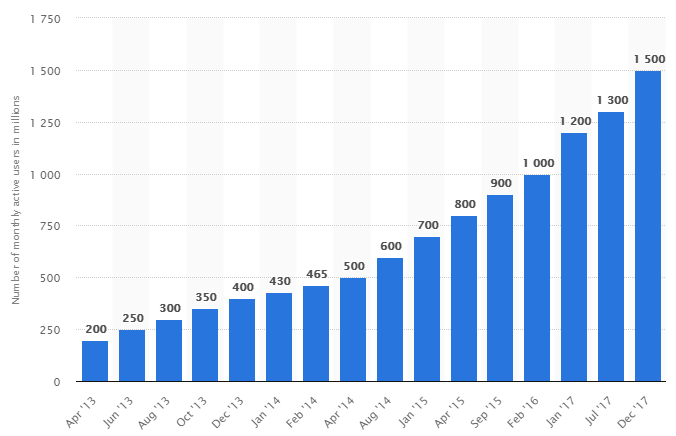 Number of monthly active users in millions
1 750
1 500
1 250
1 000
750
500
250
0
200
250
300
350
400
430
465
500
600
700
800
900
1 000
1 200
1 300
1 500
Apr '13
Jun '13
Aug '13
Oct '13
Dec '13
Jan '14
Feb '14
Apr '14
Aug '14
Jan '15
Apr '15
Sep '15
Feb '16
Jan '17
Jul '17
Dec '17